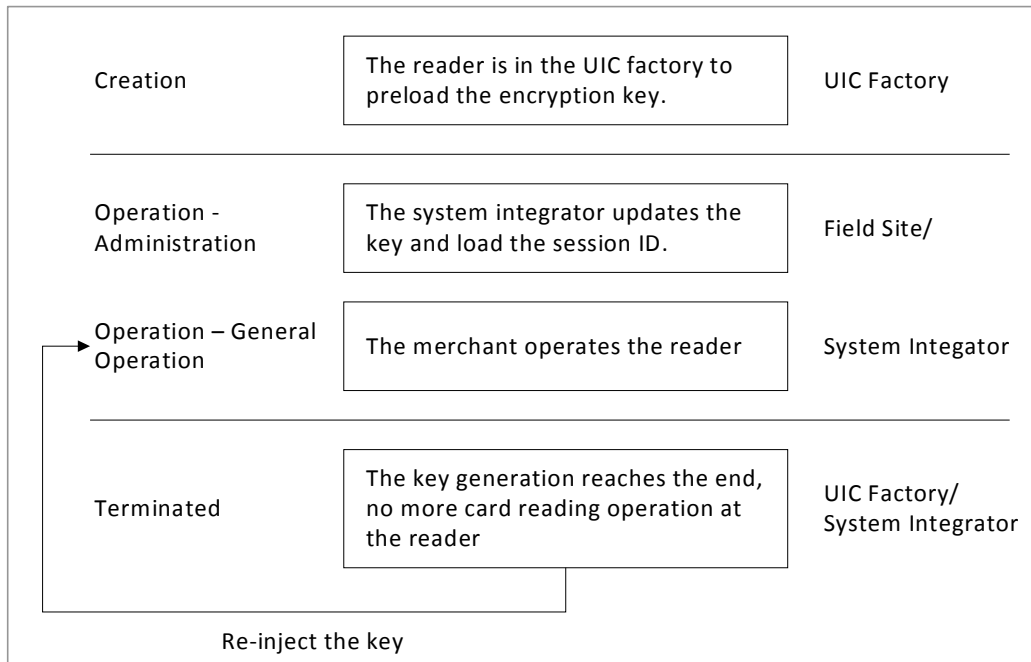 Creation
The reader is in the UIC factory to
preload the encryption key.
UIC Factory
Operation -
Administration
The system integrator updates the
key and load the session ID.
Field Site/
Operation – General
Operation
The merchant operates the reader
System Integator
Terminated
The key generation reaches the end,
no more card reading operation at
the reader
UIC Factory/
System Integrator
Re-inject the key